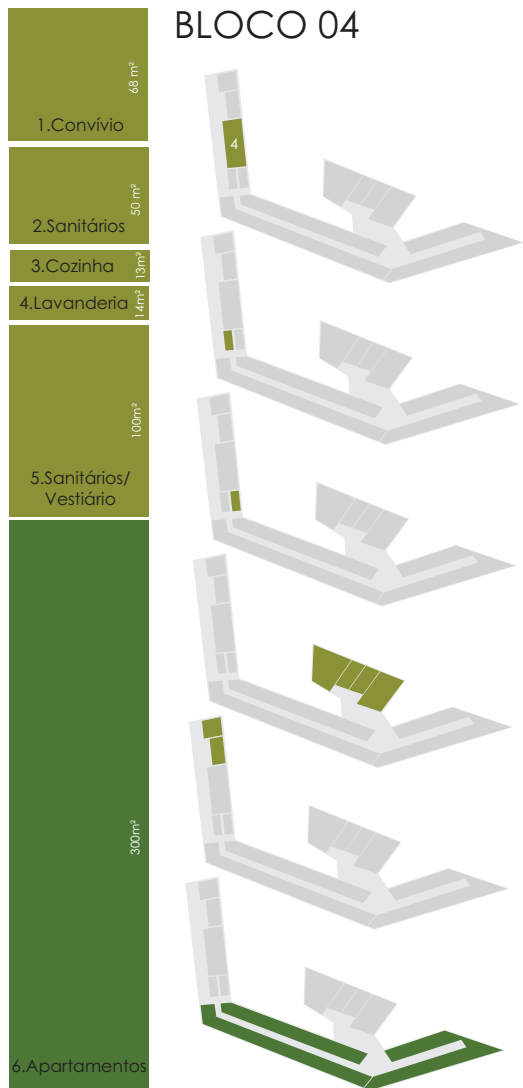 BLOCO 04
68 m²
1.Convívio
4
50 m²
2.Sanitários
3.Cozinha
13m²
4.Lavanderia
14m²
100m²
5.Sanitários/
Vestiário
300m²
6.Apartamentos